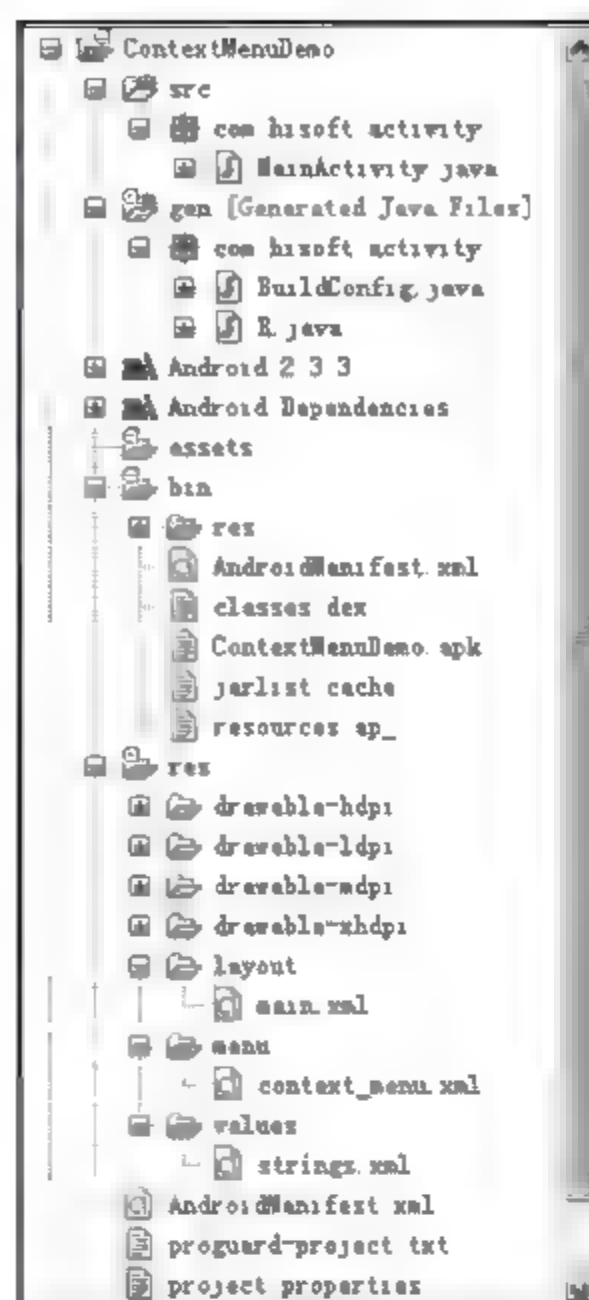 ContextMenuDemo
src
com hisoft activity
MainActivity java
gen [Generated Java Files]
com hisoft activity
BuildConfig.java
R.java
Android 2 3 3
Android Dependencies
assets
bin
res
AndroidManifest.xml
classes dex
ContextMenuDemo.apk
jarlist cache
resources ap_
res
drawable-hdpi
drawable-ldpi
drawable-mdpi
drawable-xhdpi
layout
main.xml
menu
context_menu.xml
values
strings.xml
AndroidManifest xml
proguard-project txt
project properties